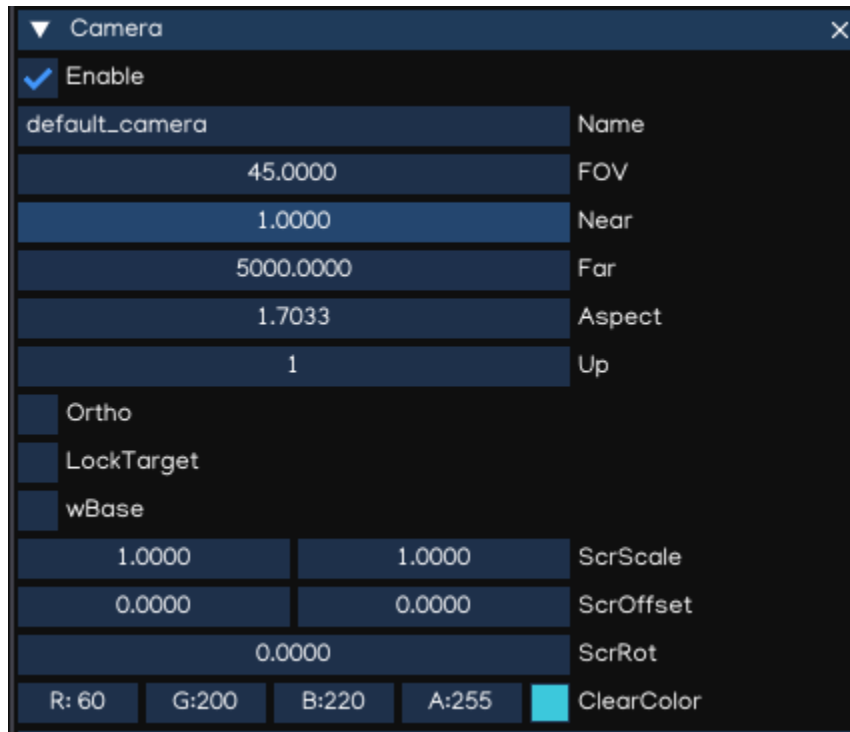 Camera
Enable
default_camera Name
45.0000 FOV
1.0000 Near
5000.0000 Far
1.7033 Aspect
1 Up
Ortho
LockTarget
wBase
1.0000 1.0000 ScrScale
0.0000 0.0000 ScrOffset
0.0000 ScrRot
R: 60 G:200 B:220 A:255 ClearColor